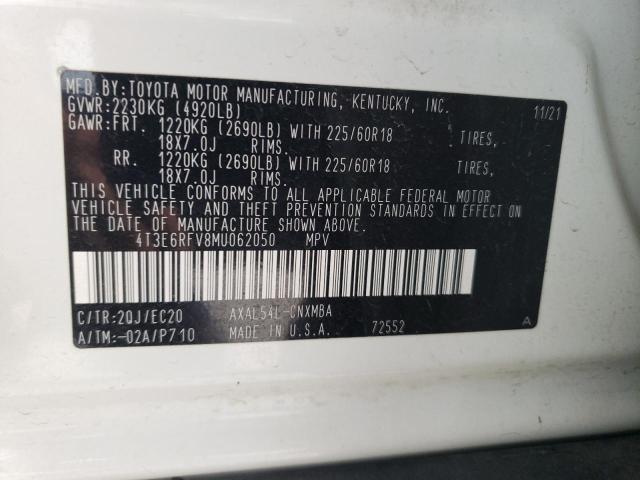 MFD.BY:TOYOTA MOTOR MANUFACTURING, KENTUCKY, INC.
GVWR:2230KG (4920LB) 11/21
GAWR:FRT. 1220KG (2690LB) WITH 225/60R18 TIRES,
18X7.0J RIMS.
RR. 1220KG (2690LB) WITH 225/60R18 TIRES,
18X7.0J RIMS.
THIS VEHICLE CONFORMS TO ALL APPLICABLE FEDERAL MOTOR
VEHICLE SAFETY AND THEFT PREVENTION STANDARDS IN EFFECT ON
THE DATE OF MANUFACTURE SHOWN ABOVE.
4T3E6RFV8MU062050 MPV
C/TR:2QJ/EC20 AXAL54L-CNXMBA
A/TM:-02A/P710 MADE IN U.S.A. 72552 A